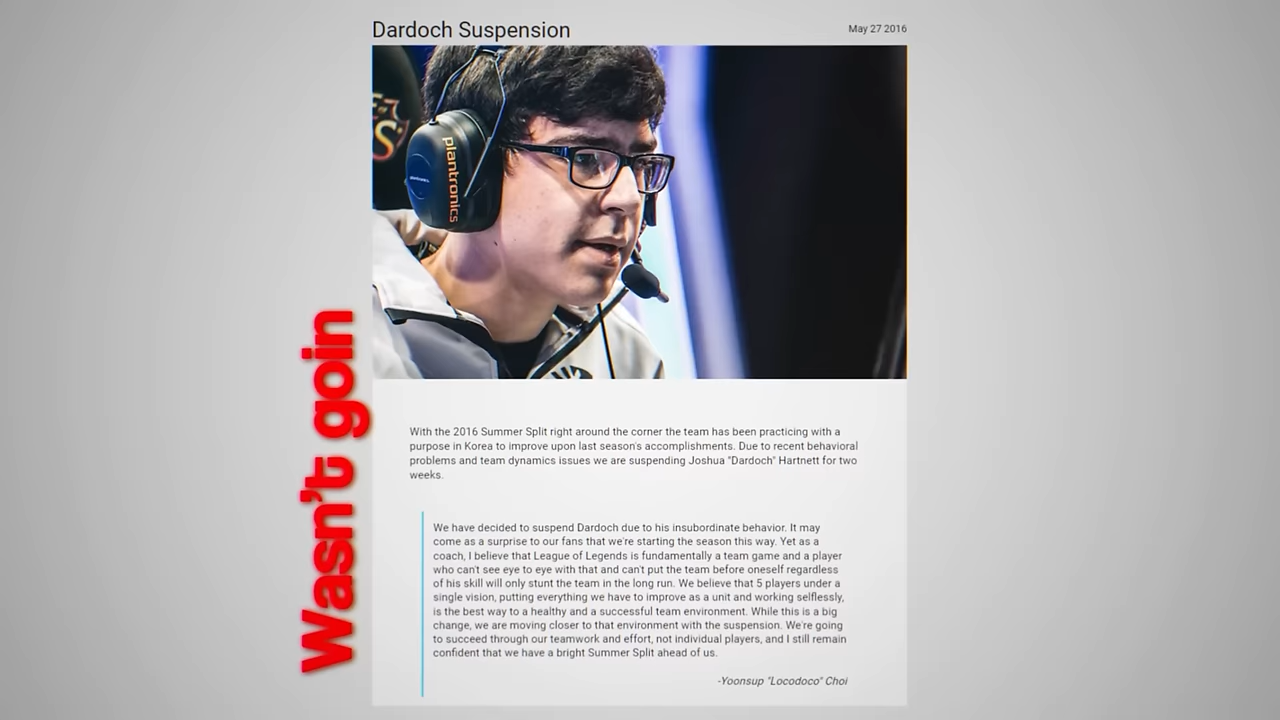 Dardoch Suspension
May 27 2016
plantronics
Wasn't goin
With the 2016 Summer Split right around the corner the team has been practicing with a
purpose in Korea to improve upon last season's accomplishments. Due to recent behavioral
problems and team dynamics issues we are suspending Joshua "Dardoch" Hartnett for two
weeks.
We have decided to suspend Dardoch due to his insubordinate behavior. It may
come as a surprise to our fans that we're starting the season this way. Yet as a
coach, I believe that League of Legends is fundamentally a team game and a player
who can't see eye to eye with that and can't put the team before oneself regardless
of his skill will only stunt the team in the long run. We believe that 5 players under a
single vision, putting everything we have to improve as a unit and working selflessly,
is the best way to a healthy and a successful team environment. While this is a big
change, we are moving closer to that environment with the suspension. We're going
to succeed through our teamwork and effort, not individual players, and I still remain
confident that we have a bright Summer Split ahead of us.
-Yoonsup "Locodoco" Choi